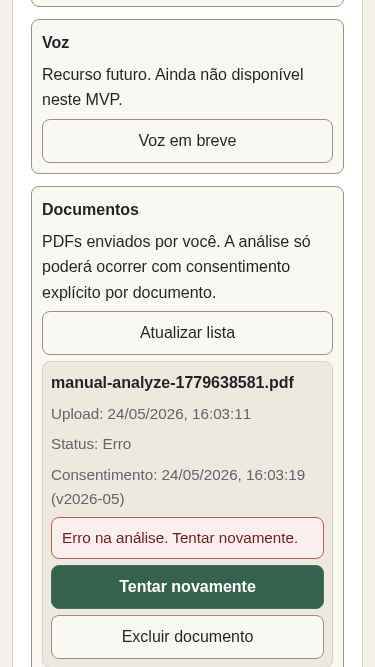 Voz
Recurso futuro. Ainda não disponível
neste MVP.
Voz em breve
Documentos
PDFs enviados por você. A análise só
poderá ocorrer com consentimento
explícito por documento.
Atualizar lista
manual-analyze-1779638581.pdf
Upload: 24/05/2026, 16:03:11
Status: Erro
Consentimento: 24/05/2026, 16:03:19
(v2026-05)
Erro na análise. Tentar novamente.
Tentar novamente
Excluir documento